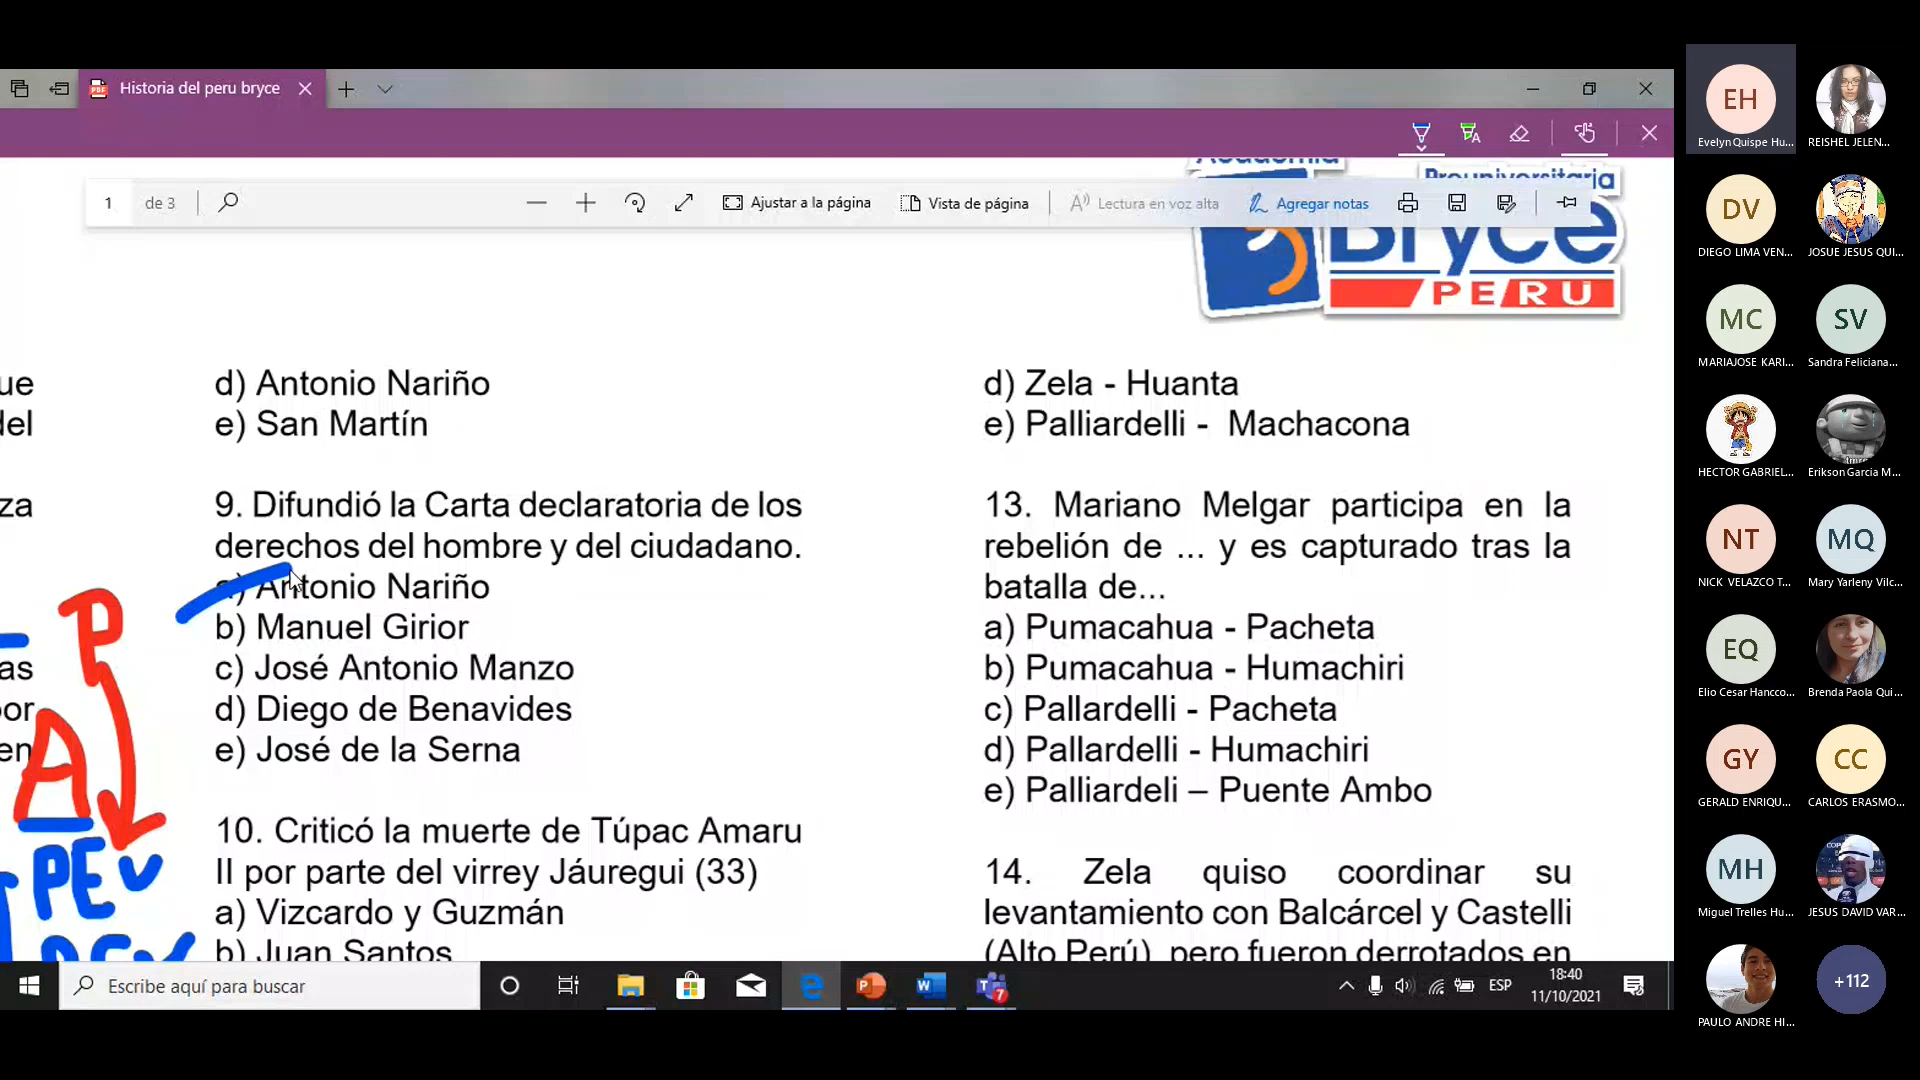 Historia del peru bryce
1 de 3
Ajustar a la página
Vista de página
Lectura en voz alta
Agregar notas
Academia
Preuniversitaria
Bryce
PERÚ
ue
del
za
as
por
en
P
A
PEV
d) Antonio Nariño
e) San Martín
9. Difundió la Carta declaratoria de los
derechos del hombre y del ciudadano.
a) Antonio Nariño
b) Manuel Girior
c) José Antonio Manzo
d) Diego de Benavides
e) José de la Serna
10. Criticó la muerte de Túpac Amaru
II por parte del virrey Jáuregui (33)
a) Vizcardo y Guzmán
b) Juan Santos
d) Zela - Huanta
e) Palliardelli - Machacona
13. Mariano Melgar participa en la
rebelión de ... y es capturado tras la
batalla de...
a) Pumacahua - Pacheta
b) Pumacahua - Humachiri
c) Pallardelli - Pacheta
d) Pallardelli - Humachiri
e) Palliardeli – Puente Ambo
14. Zela quiso coordinar su
levantamiento con Balcárcel y Castelli
(Alto Perú), pero fueron derrotados en
Escribe aquí para buscar
7
ESP
18:40
11/10/2021
EH
Evelyn Quispe Hu...
REISHEL JELEN...
DV
DIEGO LIMA VEN...
JOSUE JESUS QUI...
MC
MARIAJOSE KARI...
SV
Sandra Feliciana...
HECTOR GABRIEL...
Erikson Garcia M...
NT
NICK VELAZCO T...
MQ
Mary Yarleny Vilc...
EQ
Elio Cesar Hancco...
Brenda Paola Qui...
GY
GERALD ENRIQU...
CC
CARLOS ERASMO...
MH
Miguel Trelles Hu...
JESUS DAVID VAR...
PAULO ANDRE HI...
+112